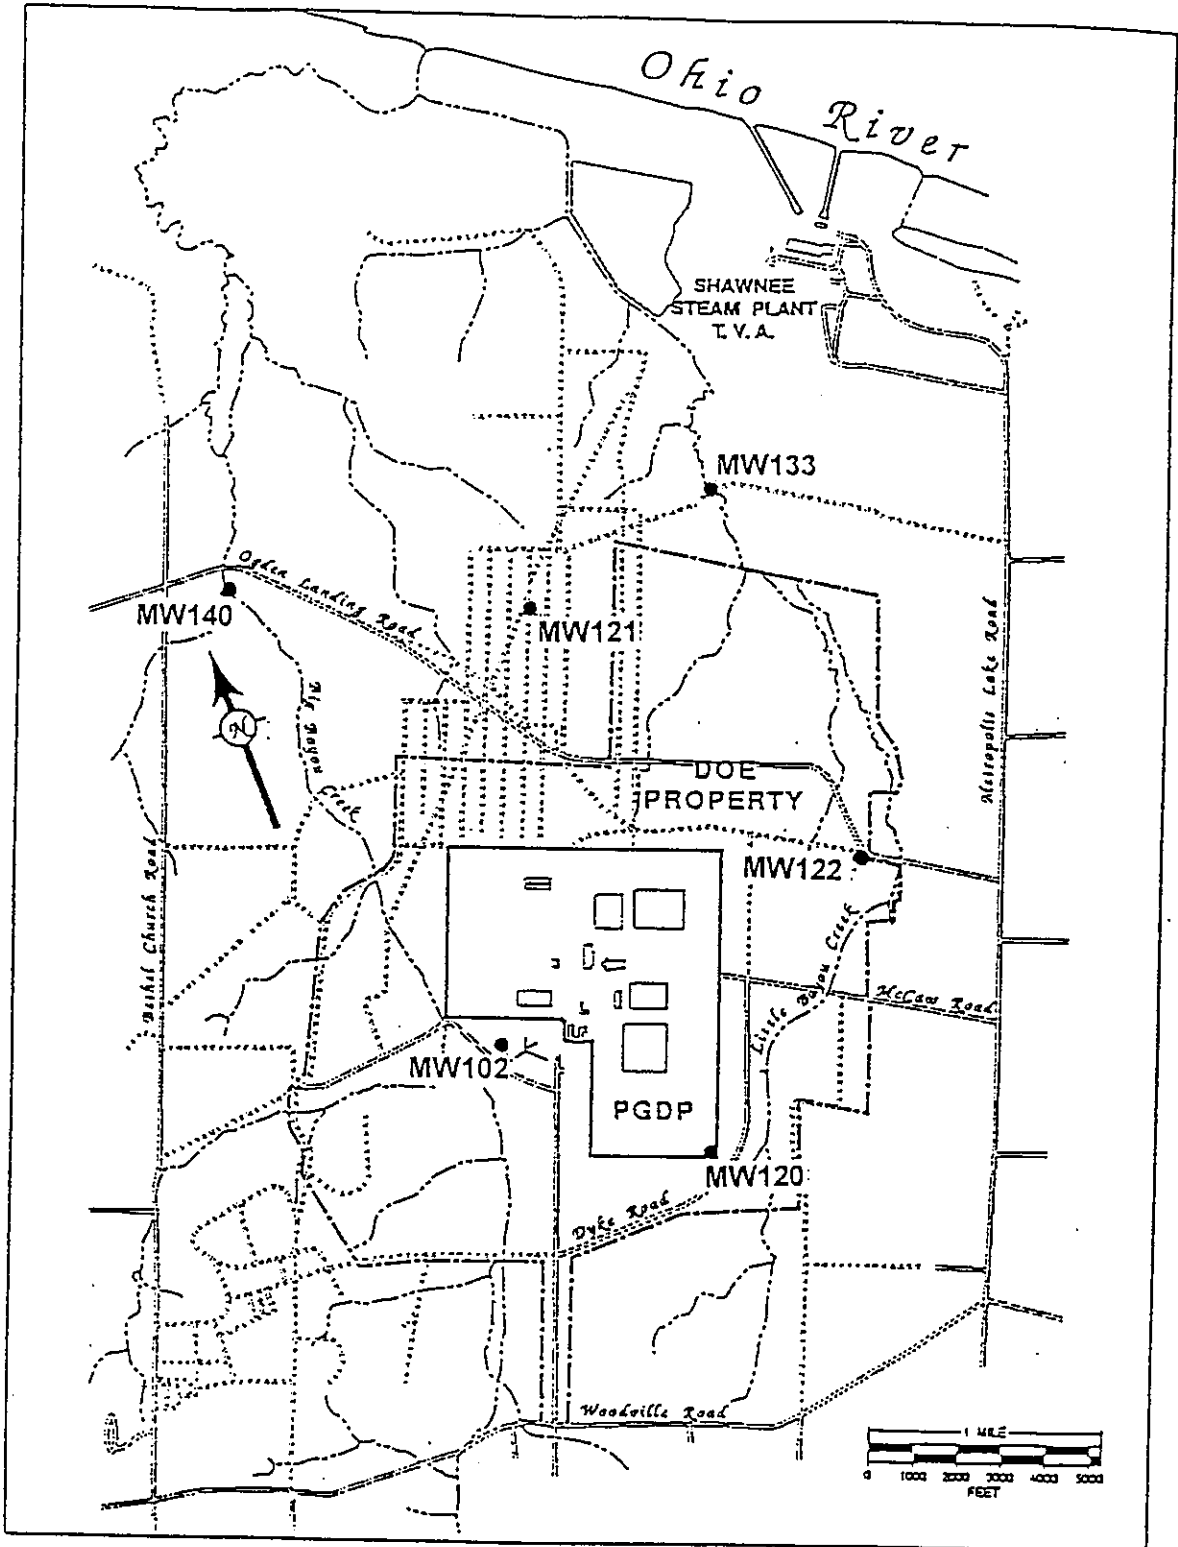 Ohio River
SHAWNEE
STEAM PLANT
T.V.A.
MW133
Ogden Landing Road
MW140
MW121
Big Bayou Creek
N
Metropolis Lake Road
DOE
PROPERTY
MW122
Bethel Church Road
Little Bayou Creek
McCaw Road
MW102
PGDP
MW120
Dyke Road
Woodville Road
1 MILE
0 1000 2000 3000 4000 5000
FEET